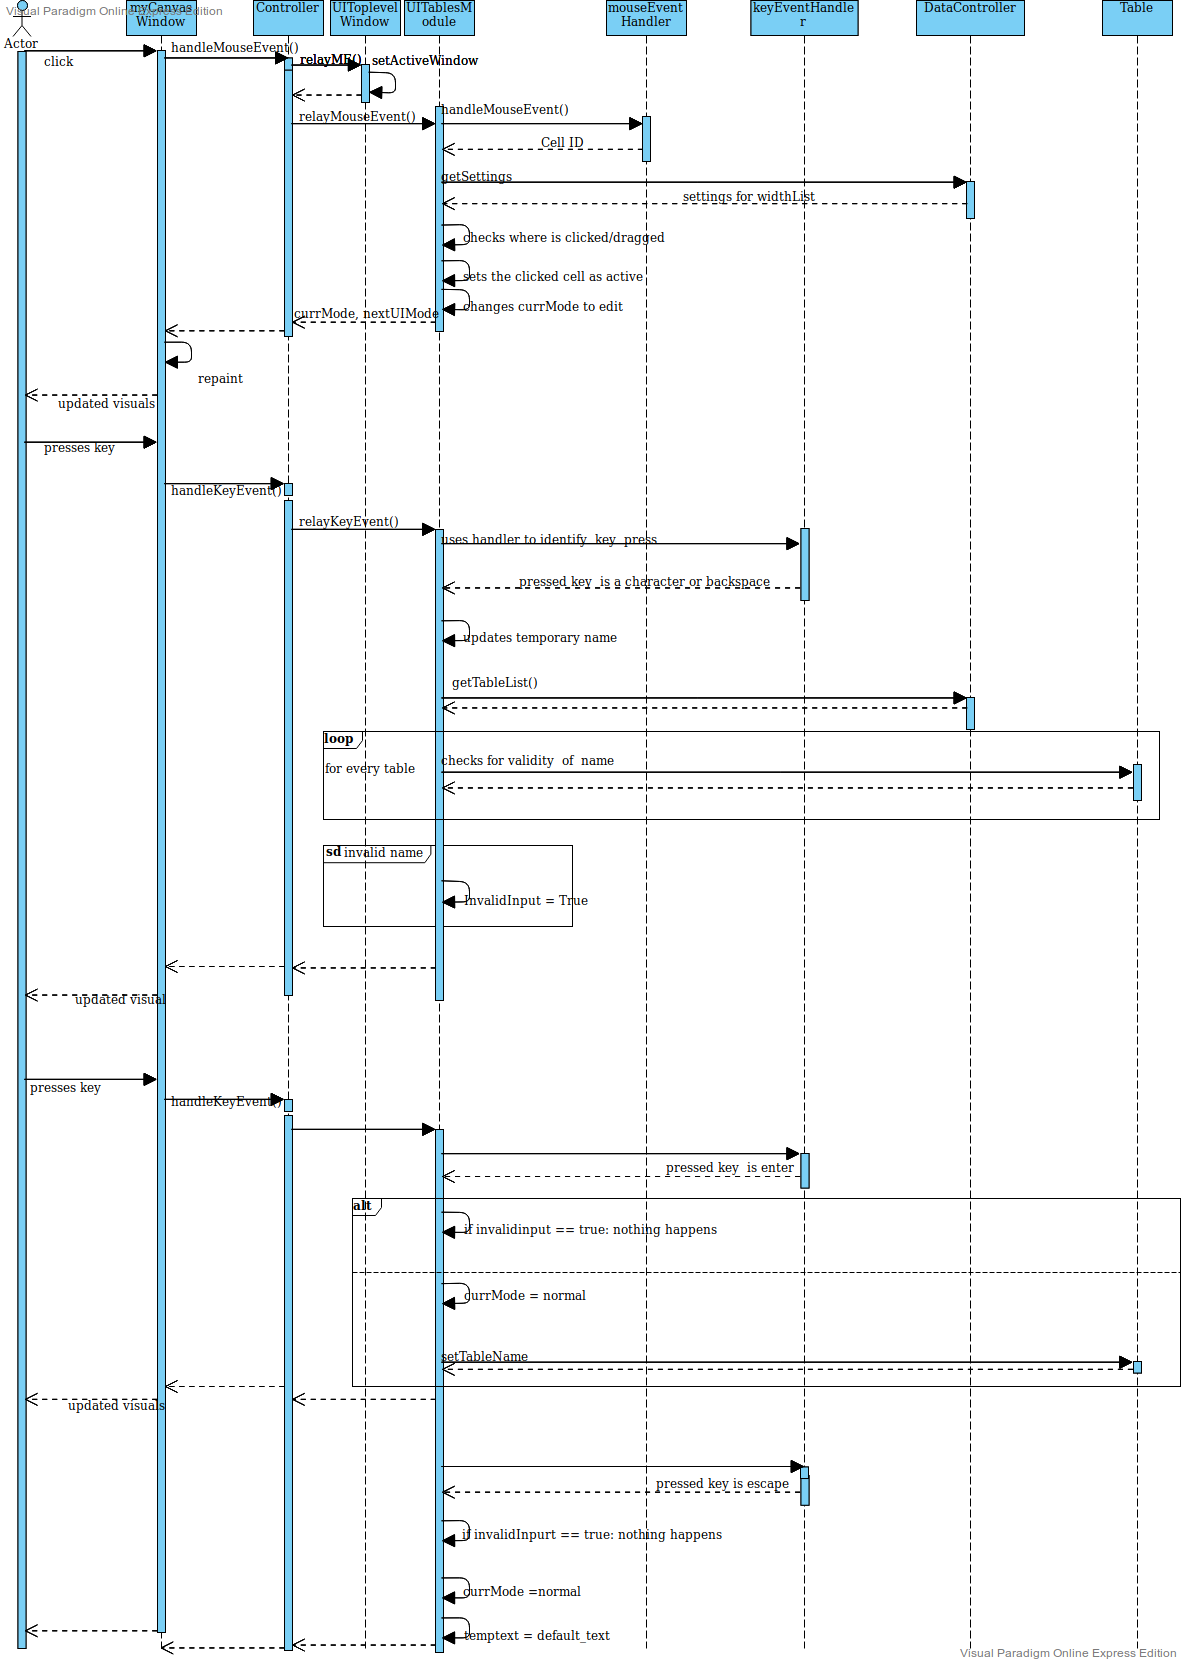 Visual Paradigm Online Express Edition
myCanvas
Window
Controller
UIToplevel
Window
UITablesM
odule
mouseEvent
Handler
keyEventHandle
r
DataController
Table
Actor
click
handleMouseEvent()
relayME()
setActiveWindow
relayMouseEvent()
handleMouseEvent()
Cell ID
getSettings
settings for widthList
checks where is clicked/dragged
sets the clicked cell as active
changes currMode to edit
currMode, nextUIMode
repaint
updated visuals
presses key
handleKeyEvent()
relayKeyEvent()
uses handler to identify key press
pressed key is a character or backspace
updates temporary name
getTableList()
loop
for every table
checks for validity of name
sd invalid name
InvalidInput = True
updated visual
presses key
handleKeyEvent()
pressed key is enter
alt
if invalidinput == true: nothing happens
currMode = normal
setTableName
updated visuals
pressed key is escape
if invalidInpurt == true: nothing happens
currMode =normal
temptext = default_text
Visual Paradigm Online Express Edition